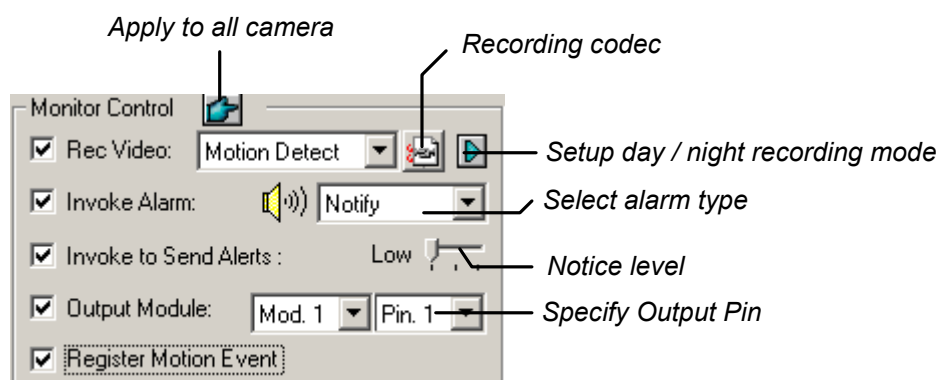 Apply to all camera
Recording codec
Monitor Control
Rec Video: Motion Detect
Setup day / night recording mode
Invoke Alarm: Notify
Select alarm type
Invoke to Send Alerts : Low
Notice level
Output Module: Mod. 1 Pin. 1
Specify Output Pin
Register Motion Event